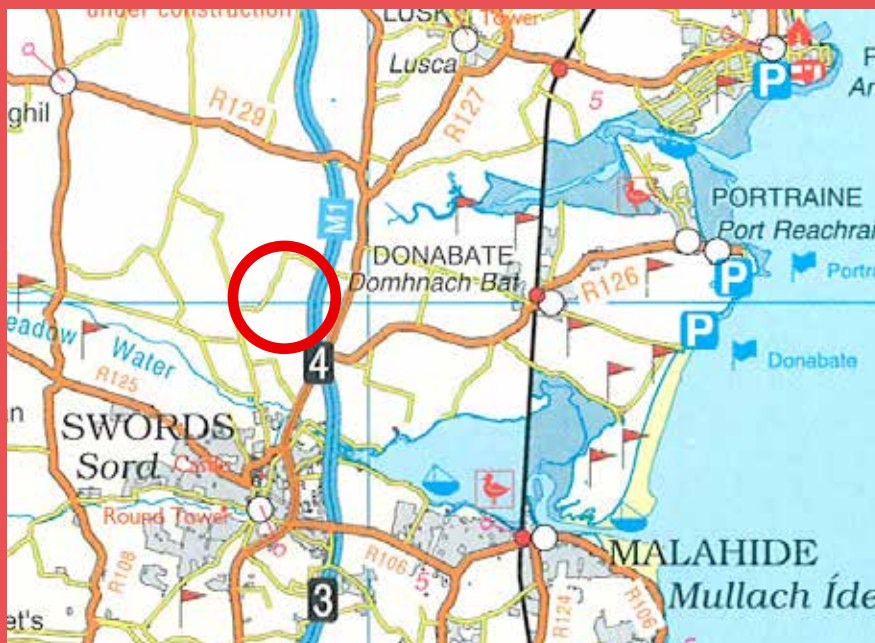 under construction
LUSK
Tower
Lusca
ghil
R129
R127
5
P
M1
PORTRAINE
Port Reachrai
DONABATE
Domhnach Bat
R126
P
Portra
P
Donabate
eadow Water
4
R125
SWORDS
Sord
Castle
Round Tower
R108
R106
5
3
MALAHIDE
Mullach Íde
R124
R106
et's